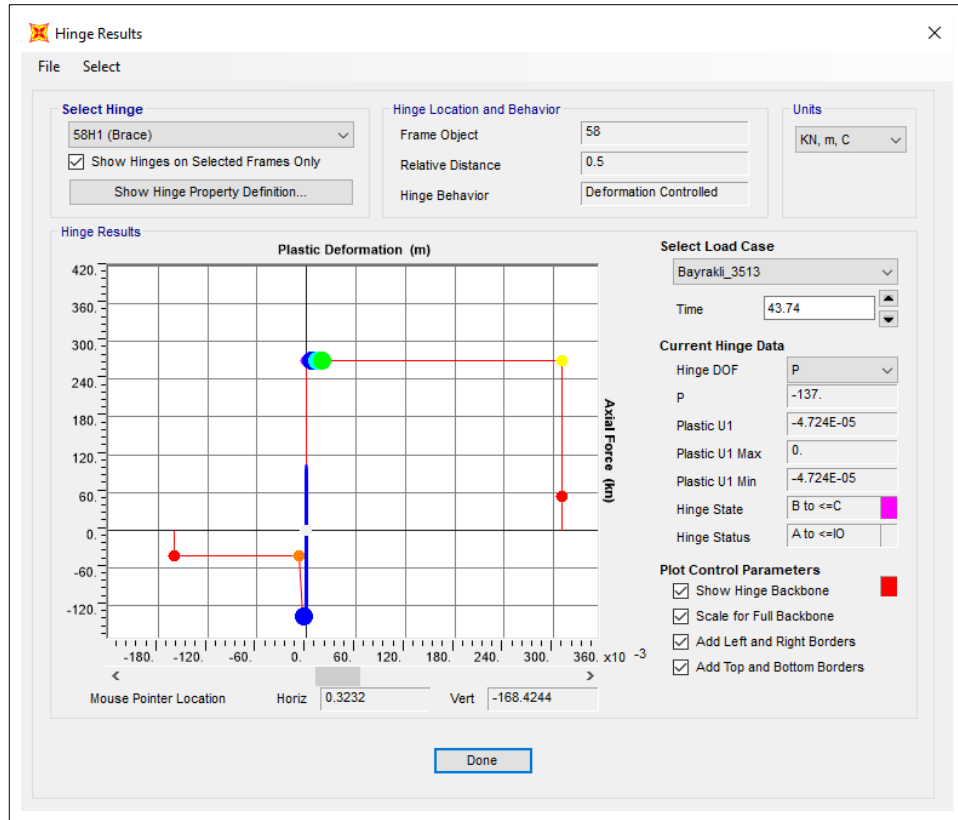 Hinge Results
File Select
Select Hinge
58H1 (Brace)
Show Hinges on Selected Frames Only
Show Hinge Property Definition...
Hinge Location and Behavior
Frame Object 58
Relative Distance 0.5
Hinge Behavior Deformation Controlled
Units
KN, m, C
Hinge Results
Plastic Deformation (m)
420.
360.
300.
240.
180.
120.
60.
0.
-60.
-120.
Axial Force (kn)
-180. -120. -60. 0. 60. 120. 180. 240. 300. 360. x10 -3
Mouse Pointer Location Horiz 0.3232 Vert -168.4244
Select Load Case
Bayrakli_3513
Time 43.74
Current Hinge Data
Hinge DOF P
P -137.
Plastic U1 -4.724E-05
Plastic U1 Max 0.
Plastic U1 Min -4.724E-05
Hinge State B to <=C
Hinge Status A to <=IO
Plot Control Parameters
Show Hinge Backbone
Scale for Full Backbone
Add Left and Right Borders
Add Top and Bottom Borders
Done